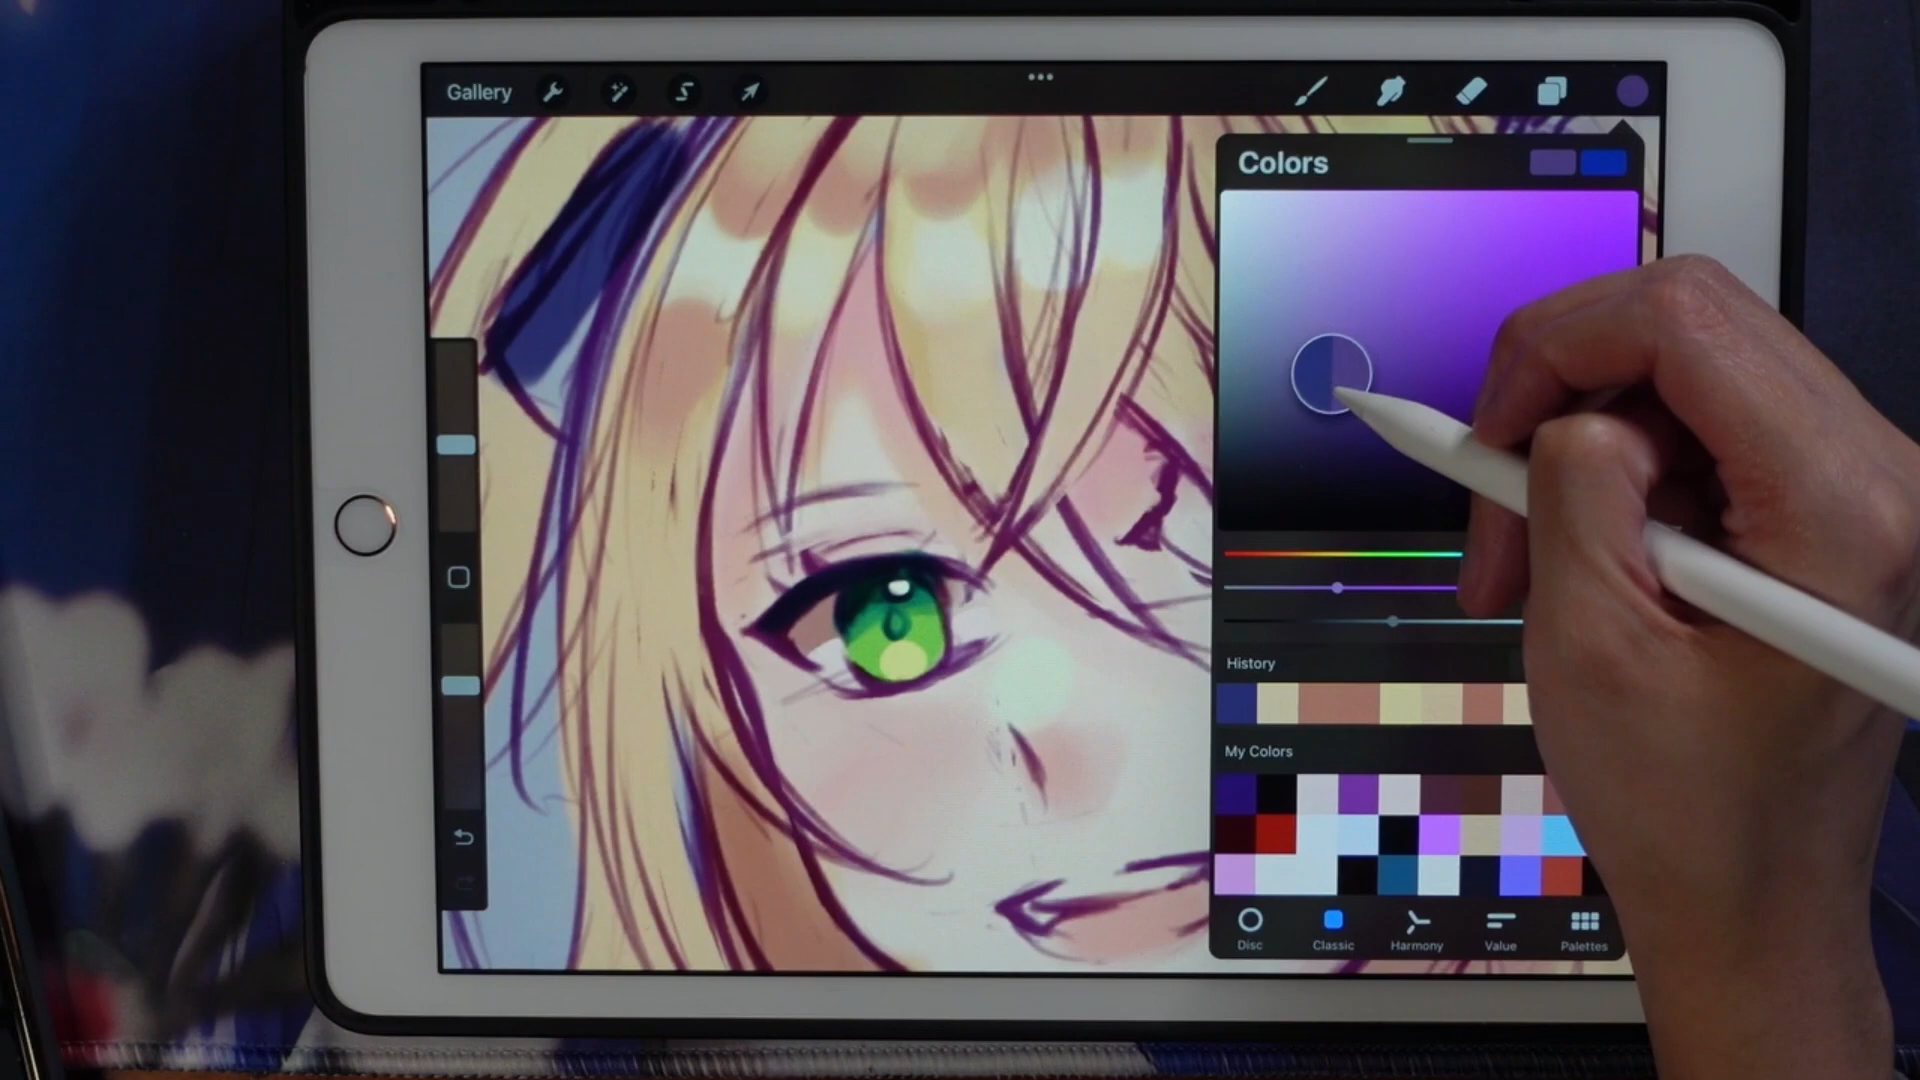 Gallery
Colors
History
My Colors
Disc
Classic
Harmony
Value
Palettes